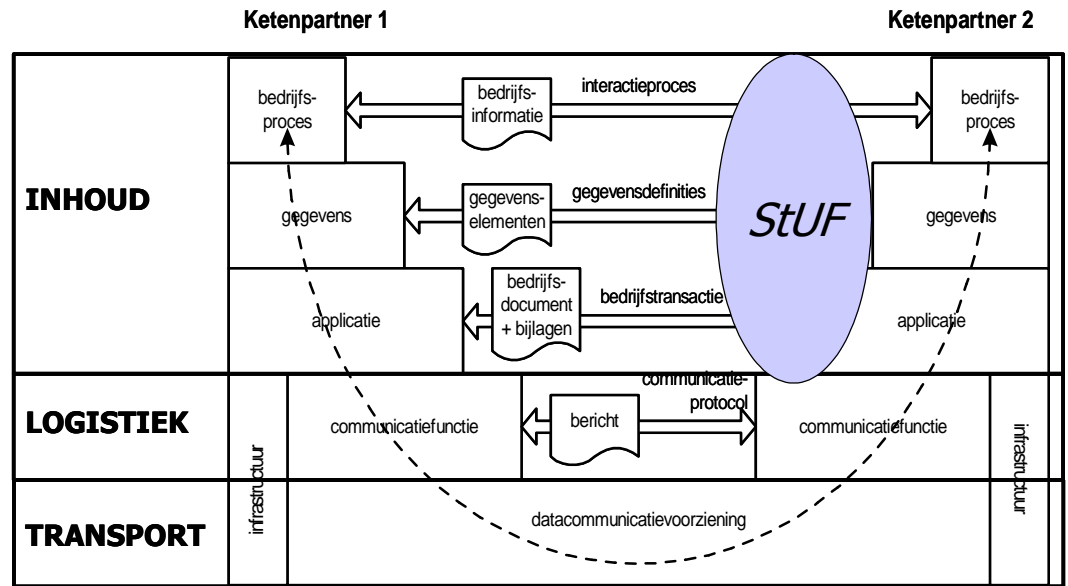 Ketenpartner 1
Ketenpartner 2
INHOUD
bedrijfs-
proces
bedrijfs-
informatie
interactieproces
bedrijfs-
proces
gegevens
gegevens-
elementen
gegevensdefinities
StUF
gegevens
applicatie
bedrijfs-
document
+ bijlagen
bedrijfstransactie
applicatie
LOGISTIEK
infrastructuur
communicatiefunctie
bericht
communicatie-
protocol
communicatiefunctie
infrastructuur
TRANSPORT
datacommunicatievoorziening